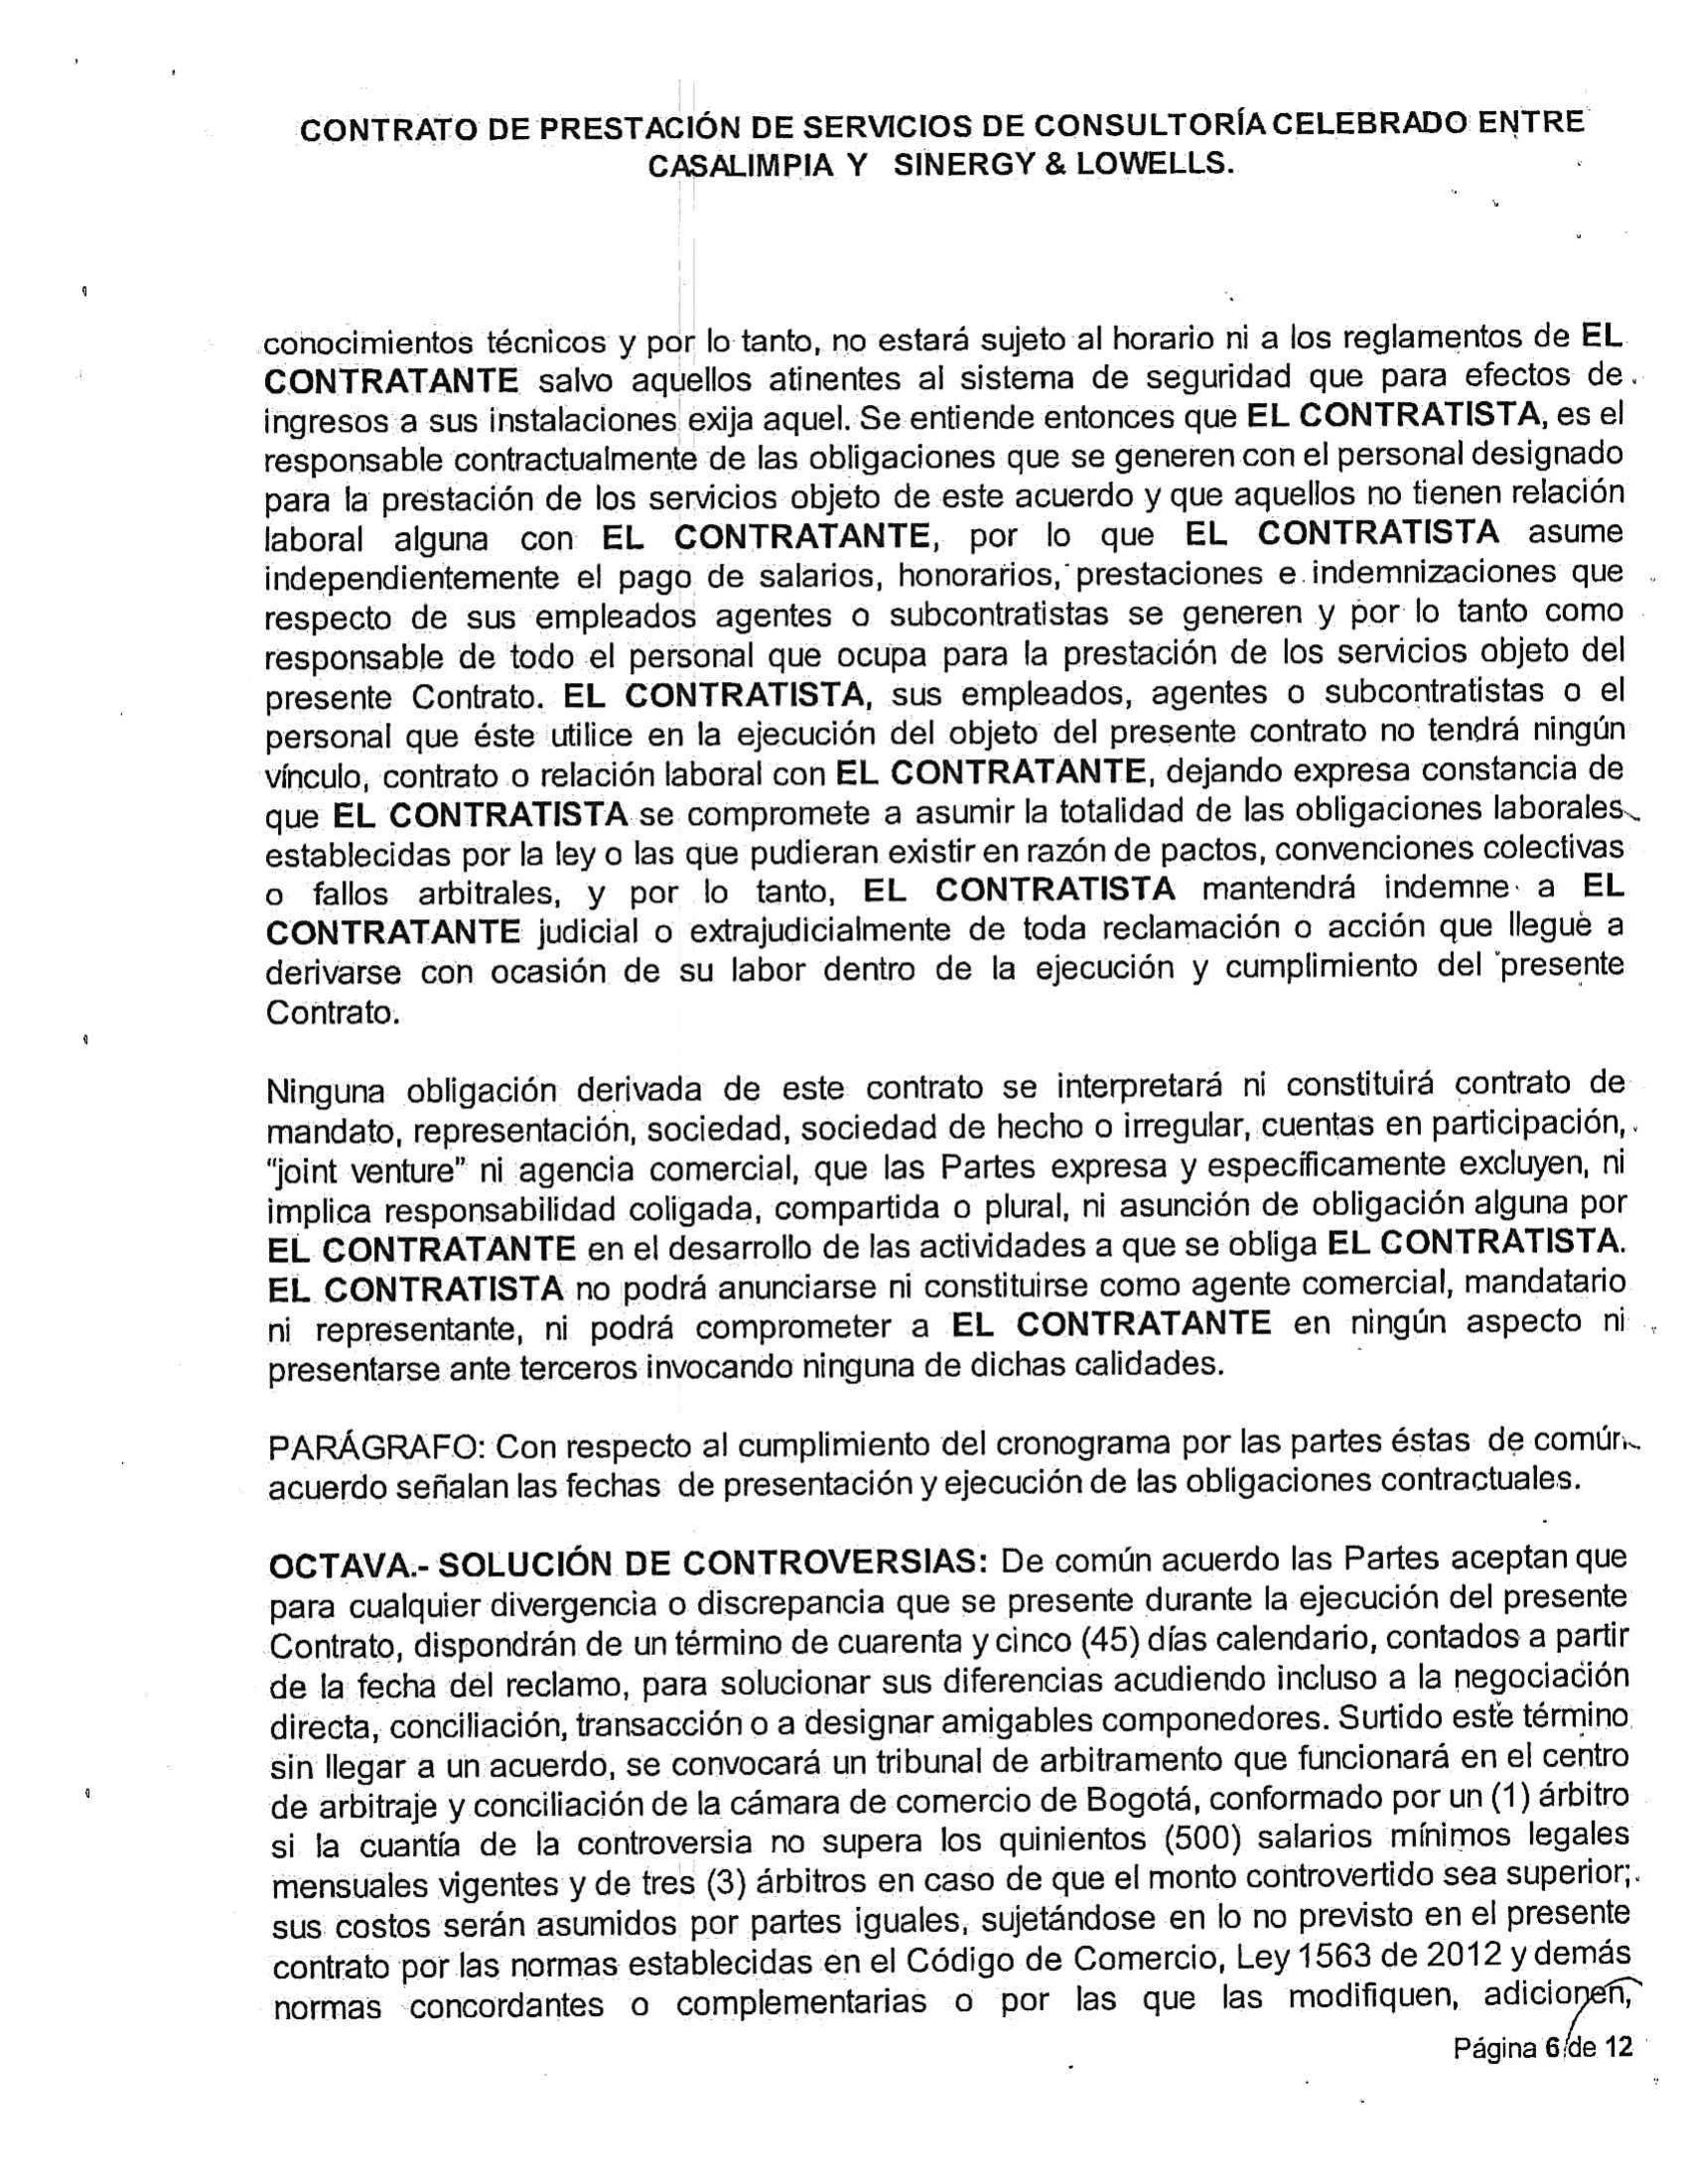 CONTRATO DE PRESTACIÓN DE SERVICIOS DE CONSULTORÍA CELEBRADO ENTRE
CASALIMPIA Y SINERGY & LOWELLS.
conocimientos técnicos y por lo tanto, no estará sujeto al horario ni a los reglamentos de EL
CONTRATANTE salvo aquellos atinentes al sistema de seguridad que para efectos de
ingresos a sus instalaciones exija aquel. Se entiende entonces que EL CONTRATISTA, es el
responsable contractualmente de las obligaciones que se generen con el personal designado
para la prestación de los servicios objeto de este acuerdo y que aquellos no tienen relación
laboral alguna con EL CONTRATANTE, por lo que EL CONTRATISTA asume
independientemente el pago de salarios, honorarios, prestaciones e indemnizaciones que
respecto de sus empleados agentes o subcontratistas se generen y por lo tanto como
responsable de todo el personal que ocupa para la prestación de los servicios objeto del
presente Contrato. EL CONTRATISTA, sus empleados, agentes o subcontratistas o el
personal que éste utilice en la ejecución del objeto del presente contrato no tendrá ningún
vínculo, contrato o relación laboral con EL CONTRATANTE, dejando expresa constancia de
que EL CONTRATISTA se compromete a asumir la totalidad de las obligaciones laborales
establecidas por la ley o las que pudieran existir en razón de pactos, convenciones colectivas
o fallos arbitrales, y por lo tanto, EL CONTRATISTA mantendrá indemne a EL
CONTRATANTE judicial o extrajudicialmente de toda reclamación o acción que llegue a
derivarse con ocasión de su labor dentro de la ejecución y cumplimiento del presente
Contrato.
Ninguna obligación derivada de este contrato se interpretará ni constituirá contrato de
mandato, representación, sociedad, sociedad de hecho o irregular, cuentas en participación,
“joint venture” ni agencia comercial, que las Partes expresa y específicamente excluyen, ni
implica responsabilidad coligada, compartida o plural, ni asunción de obligación alguna por
EL CONTRATANTE en el desarrollo de las actividades a que se obliga EL CONTRATISTA.
EL CONTRATISTA no podrá anunciarse ni constituirse como agente comercial, mandatario
ni representante, ni podrá comprometer a EL CONTRATANTE en ningún aspecto ni
presentarse ante terceros invocando ninguna de dichas calidades.
PARÁGRAFO: Con respecto al cumplimiento del cronograma por las partes éstas de común
acuerdo señalan las fechas de presentación y ejecución de las obligaciones contractuales.
OCTAVA.- SOLUCIÓN DE CONTROVERSIAS: De común acuerdo las Partes aceptan que
para cualquier divergencia o discrepancia que se presente durante la ejecución del presente
Contrato, dispondrán de un término de cuarenta y cinco (45) días calendario, contados a partir
de la fecha del reclamo, para solucionar sus diferencias acudiendo incluso a la negociación
directa, conciliación, transacción o a designar amigables componedores. Surtido este término
sin llegar a un acuerdo, se convocará un tribunal de arbitramento que funcionará en el centro
de arbitraje y conciliación de la cámara de comercio de Bogotá, conformado por un (1) árbitro
si la cuantía de la controversia no supera los quinientos (500) salarios mínimos legales
mensuales vigentes y de tres (3) árbitros en caso de que el monto controvertido sea superior;
sus costos serán asumidos por partes iguales, sujetándose en lo no previsto en el presente
contrato por las normas establecidas en el Código de Comercio, Ley 1563 de 2012 y demás
normas concordantes o complementarias o por las que las modifiquen, adicionen,
Página 6 de 12